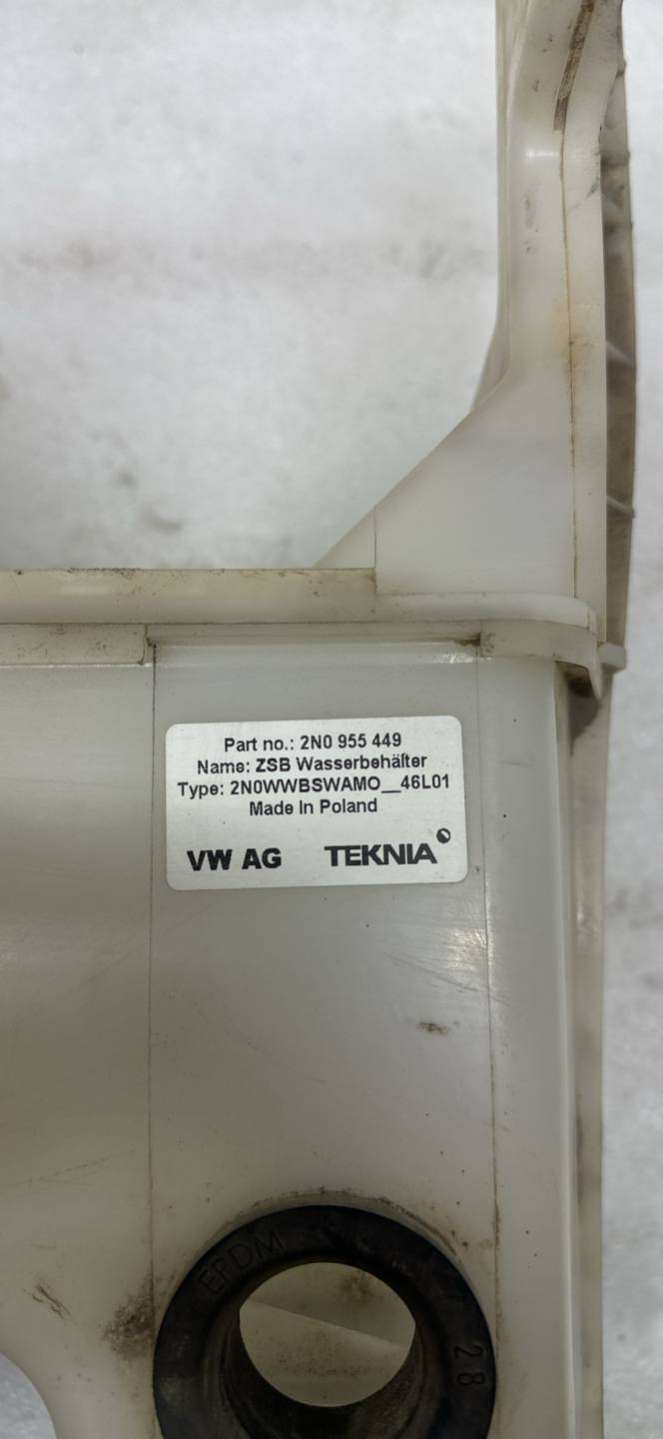 Part no.: 2N0 955 449
Name: ZSB Wasserbehälter
Type: 2N0WWBSWAMO__46L01
Made In Poland
VW AG TEKNIA
EPDM
28